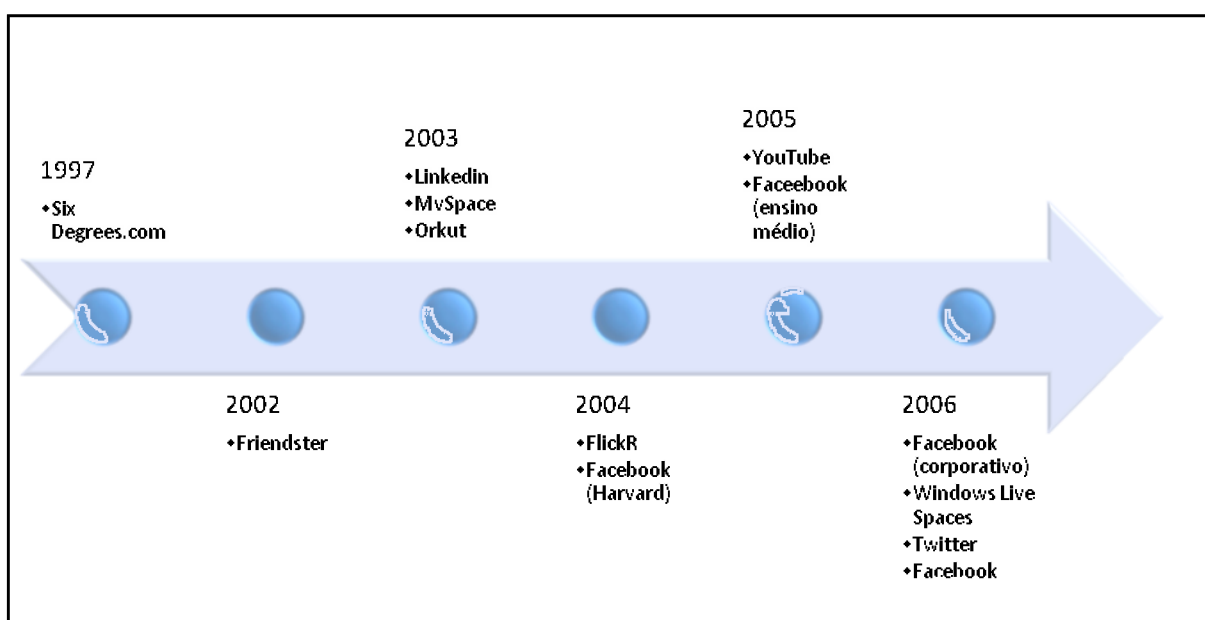 1997
•Six
Degrees.com
2002
•Friendster
2003
•Linkedin
•MvSpace
•Orkut
2004
•FlickR
•Facebook
(Harvard)
2005
•YouTube
•Faceebook
(ensino
médio)
2006
•Facebook
(corporativo)
•Windows Live
Spaces
•Twitter
•Facebook